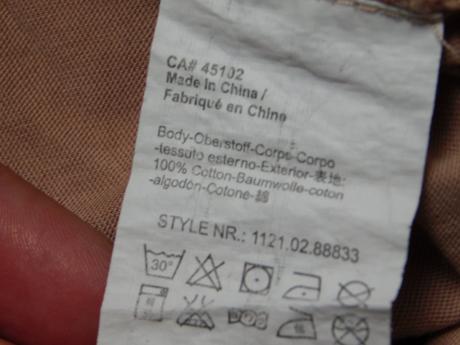 CA# 45102
Made in China /
Fabriqué en Chine
Body-Oberstoff-Corps-Corpo
-tessuto esterno-Exterior-表地:
100% Cotton-Baumwolle-coton
-algodón-Cotone-綿
STYLE NR.: 1121.02.88833
30°